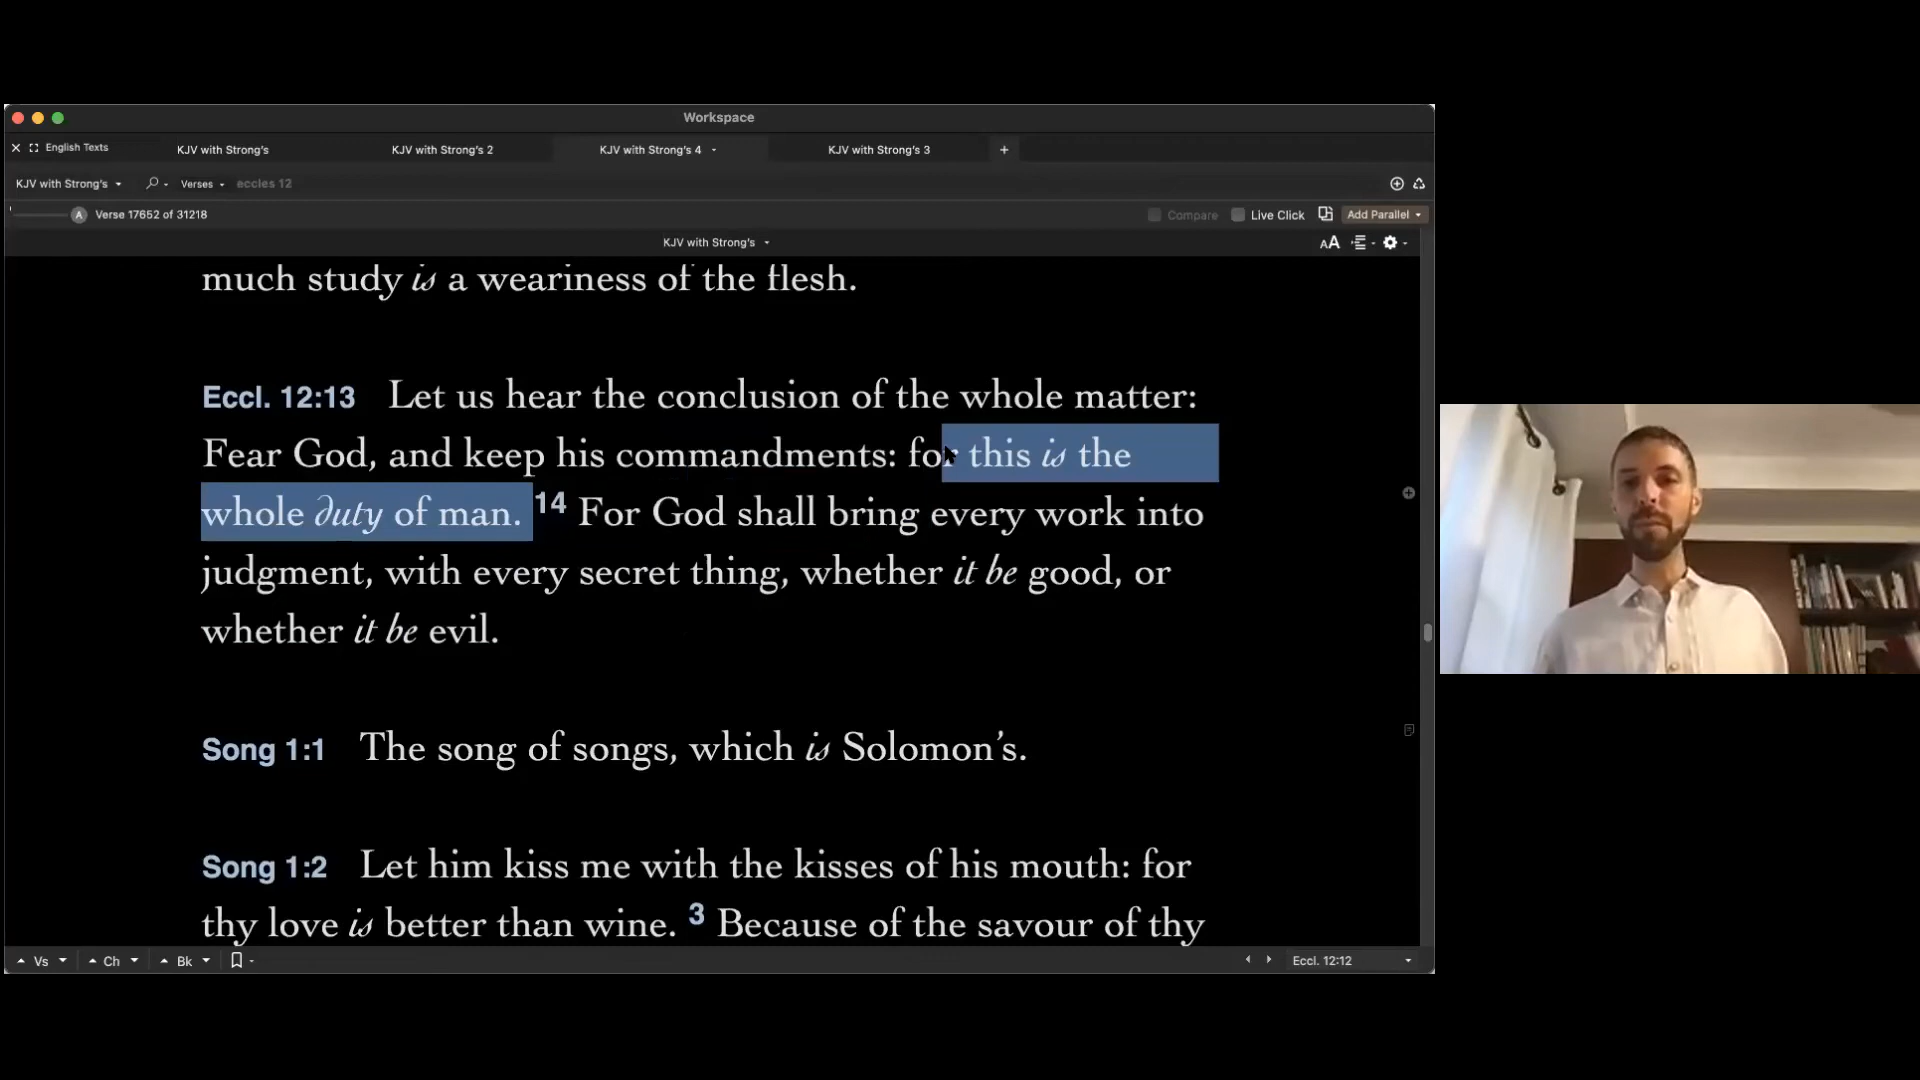 Workspace
English Texts
KJV with Strong's
KJV with Strong's 2
KJV with Strong's 4
KJV with Strong's 3
KJV with Strong's
Verses
eccles 12
A
Verse 17652 of 31218
Compare
Live Click
Add Parallel
KJV with Strong's
AA
much study is a weariness of the flesh.
Eccl. 12:13 Let us hear the conclusion of the whole matter:
Fear God, and keep his commandments: for this is the
whole duty of man. 14 For God shall bring every work into
judgment, with every secret thing, whether it be good, or
whether it be evil.
Song 1:1 The song of songs, which is Solomon’s.
Song 1:2 Let him kiss me with the kisses of his mouth: for
thy love is better than wine. 3 Because of the savour of thy
Vs
Ch
Bk
Eccl. 12:12